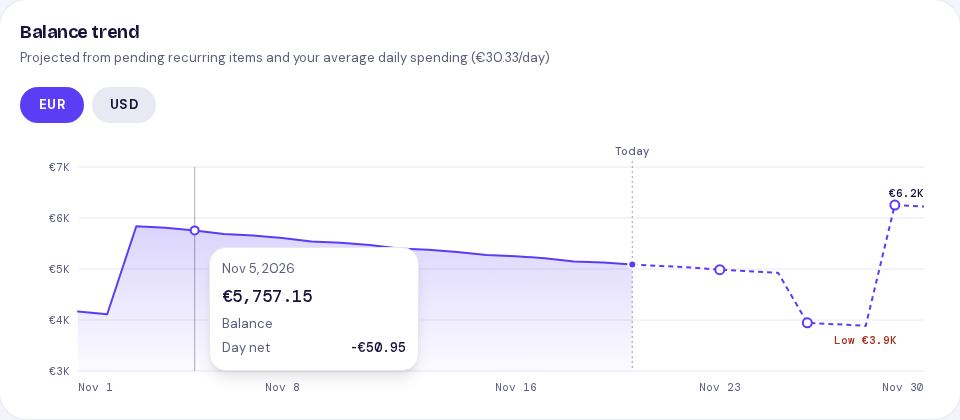 Balance trend
Projected from pending recurring items and your average daily spending (€30.33/day)
EUR USD
Today
€7K
€6.2K
€6K
€5K
Nov 5, 2026
€5,757.15
€4K
Balance
Low €3.9K
Day net -€50.95
€3K
Nov 1 Nov 8 Nov 16 Nov 23 Nov 30